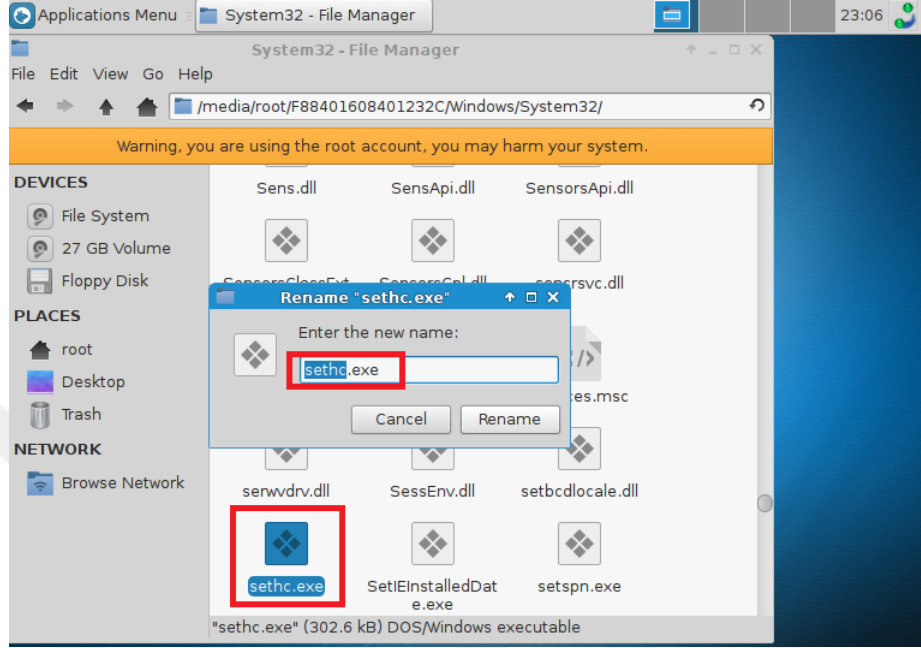 Applications Menu
System32 - File Manager
23:06
System32 - File Manager
File Edit View Go Help
/media/root/F88401608401232C/Windows/System32/
Warning, you are using the root account, you may harm your system.
DEVICES
File System
27 GB Volume
Floppy Disk
PLACES
root
Desktop
Trash
NETWORK
Browse Network
Sens.dll SensApi.dll SensorsApi.dll
Rename "sethc.exe"
Enter the new name:
sethc.exe
Cancel Rename
serwvdrv.dll SessEnv.dll setbcdlocale.dll
sethc.exe SetIEInstalledDat setspn.exe
e.exe
"sethc.exe" (302.6 kB) DOS/Windows executable